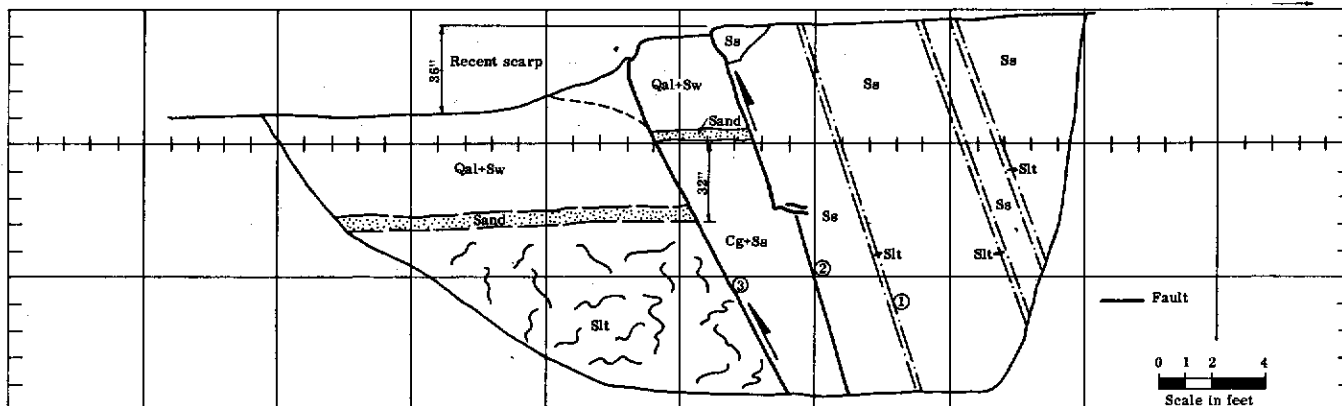 36"
Recent scarp
Ss
Qal+Sw
Sand
Ss
Ss
Slt
Qal+Sw
32"
Sand
Ss
Ss
Cg+Ss
Slt
Slt
②
③
①
Slt
Fault
0 1 2 4
Scale in feet